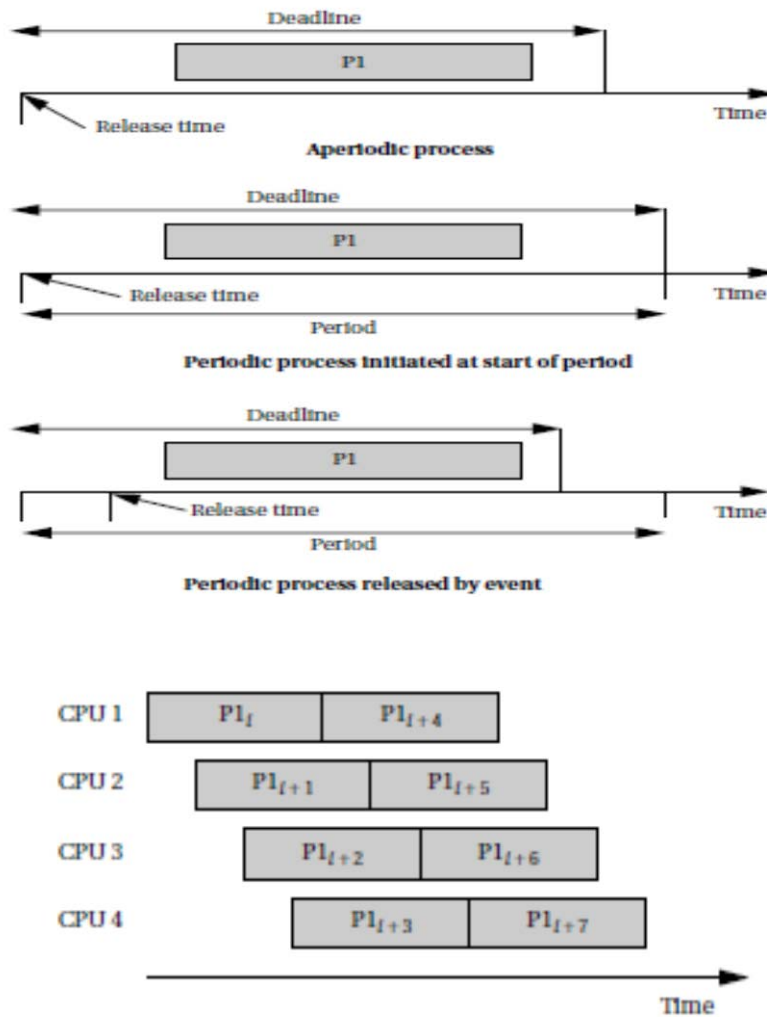 Deadline
P1
Time
Release time
Aperiodic process
Deadline
P1
Release time
Time
Period
Periodic process initiated at start of period
Deadline
P1
Release time
Time
Period
Periodic process released by event
CPU 1 P1ᵢ P1ᵢ₊₄
CPU 2 P1ᵢ₊₁ P1ᵢ₊₅
CPU 3 P1ᵢ₊₂ P1ᵢ₊₆
CPU 4 P1ᵢ₊₃ P1ᵢ₊₇
Time